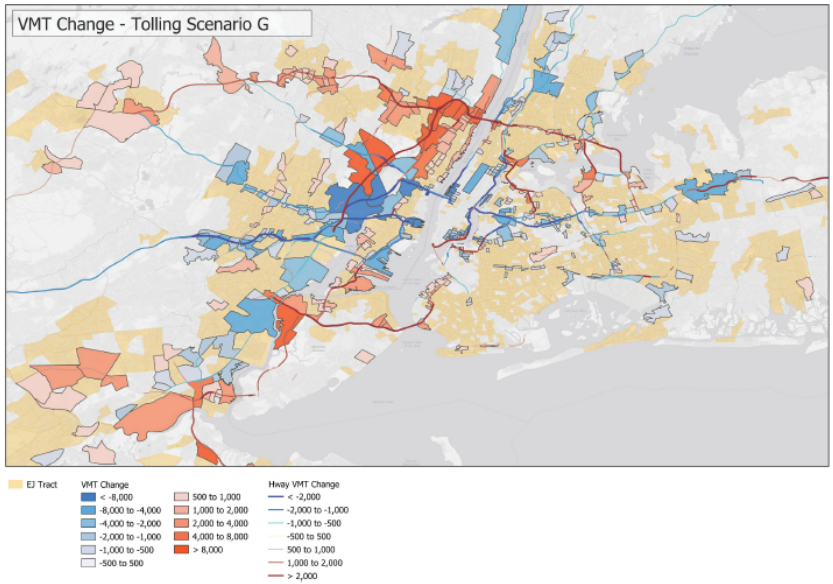 VMT Change - Tolling Scenario G
EJ Tract
VMT Change
< -8,000
-8,000 to -4,000
-4,000 to -2,000
-2,000 to -1,000
-1,000 to -500
-500 to 500
500 to 1,000
1,000 to 2,000
2,000 to 4,000
4,000 to 8,000
> 8,000
Hway VMT Change
< -2,000
-2,000 to -1,000
-1,000 to -500
-500 to 500
500 to 1,000
1,000 to 2,000
> 2,000